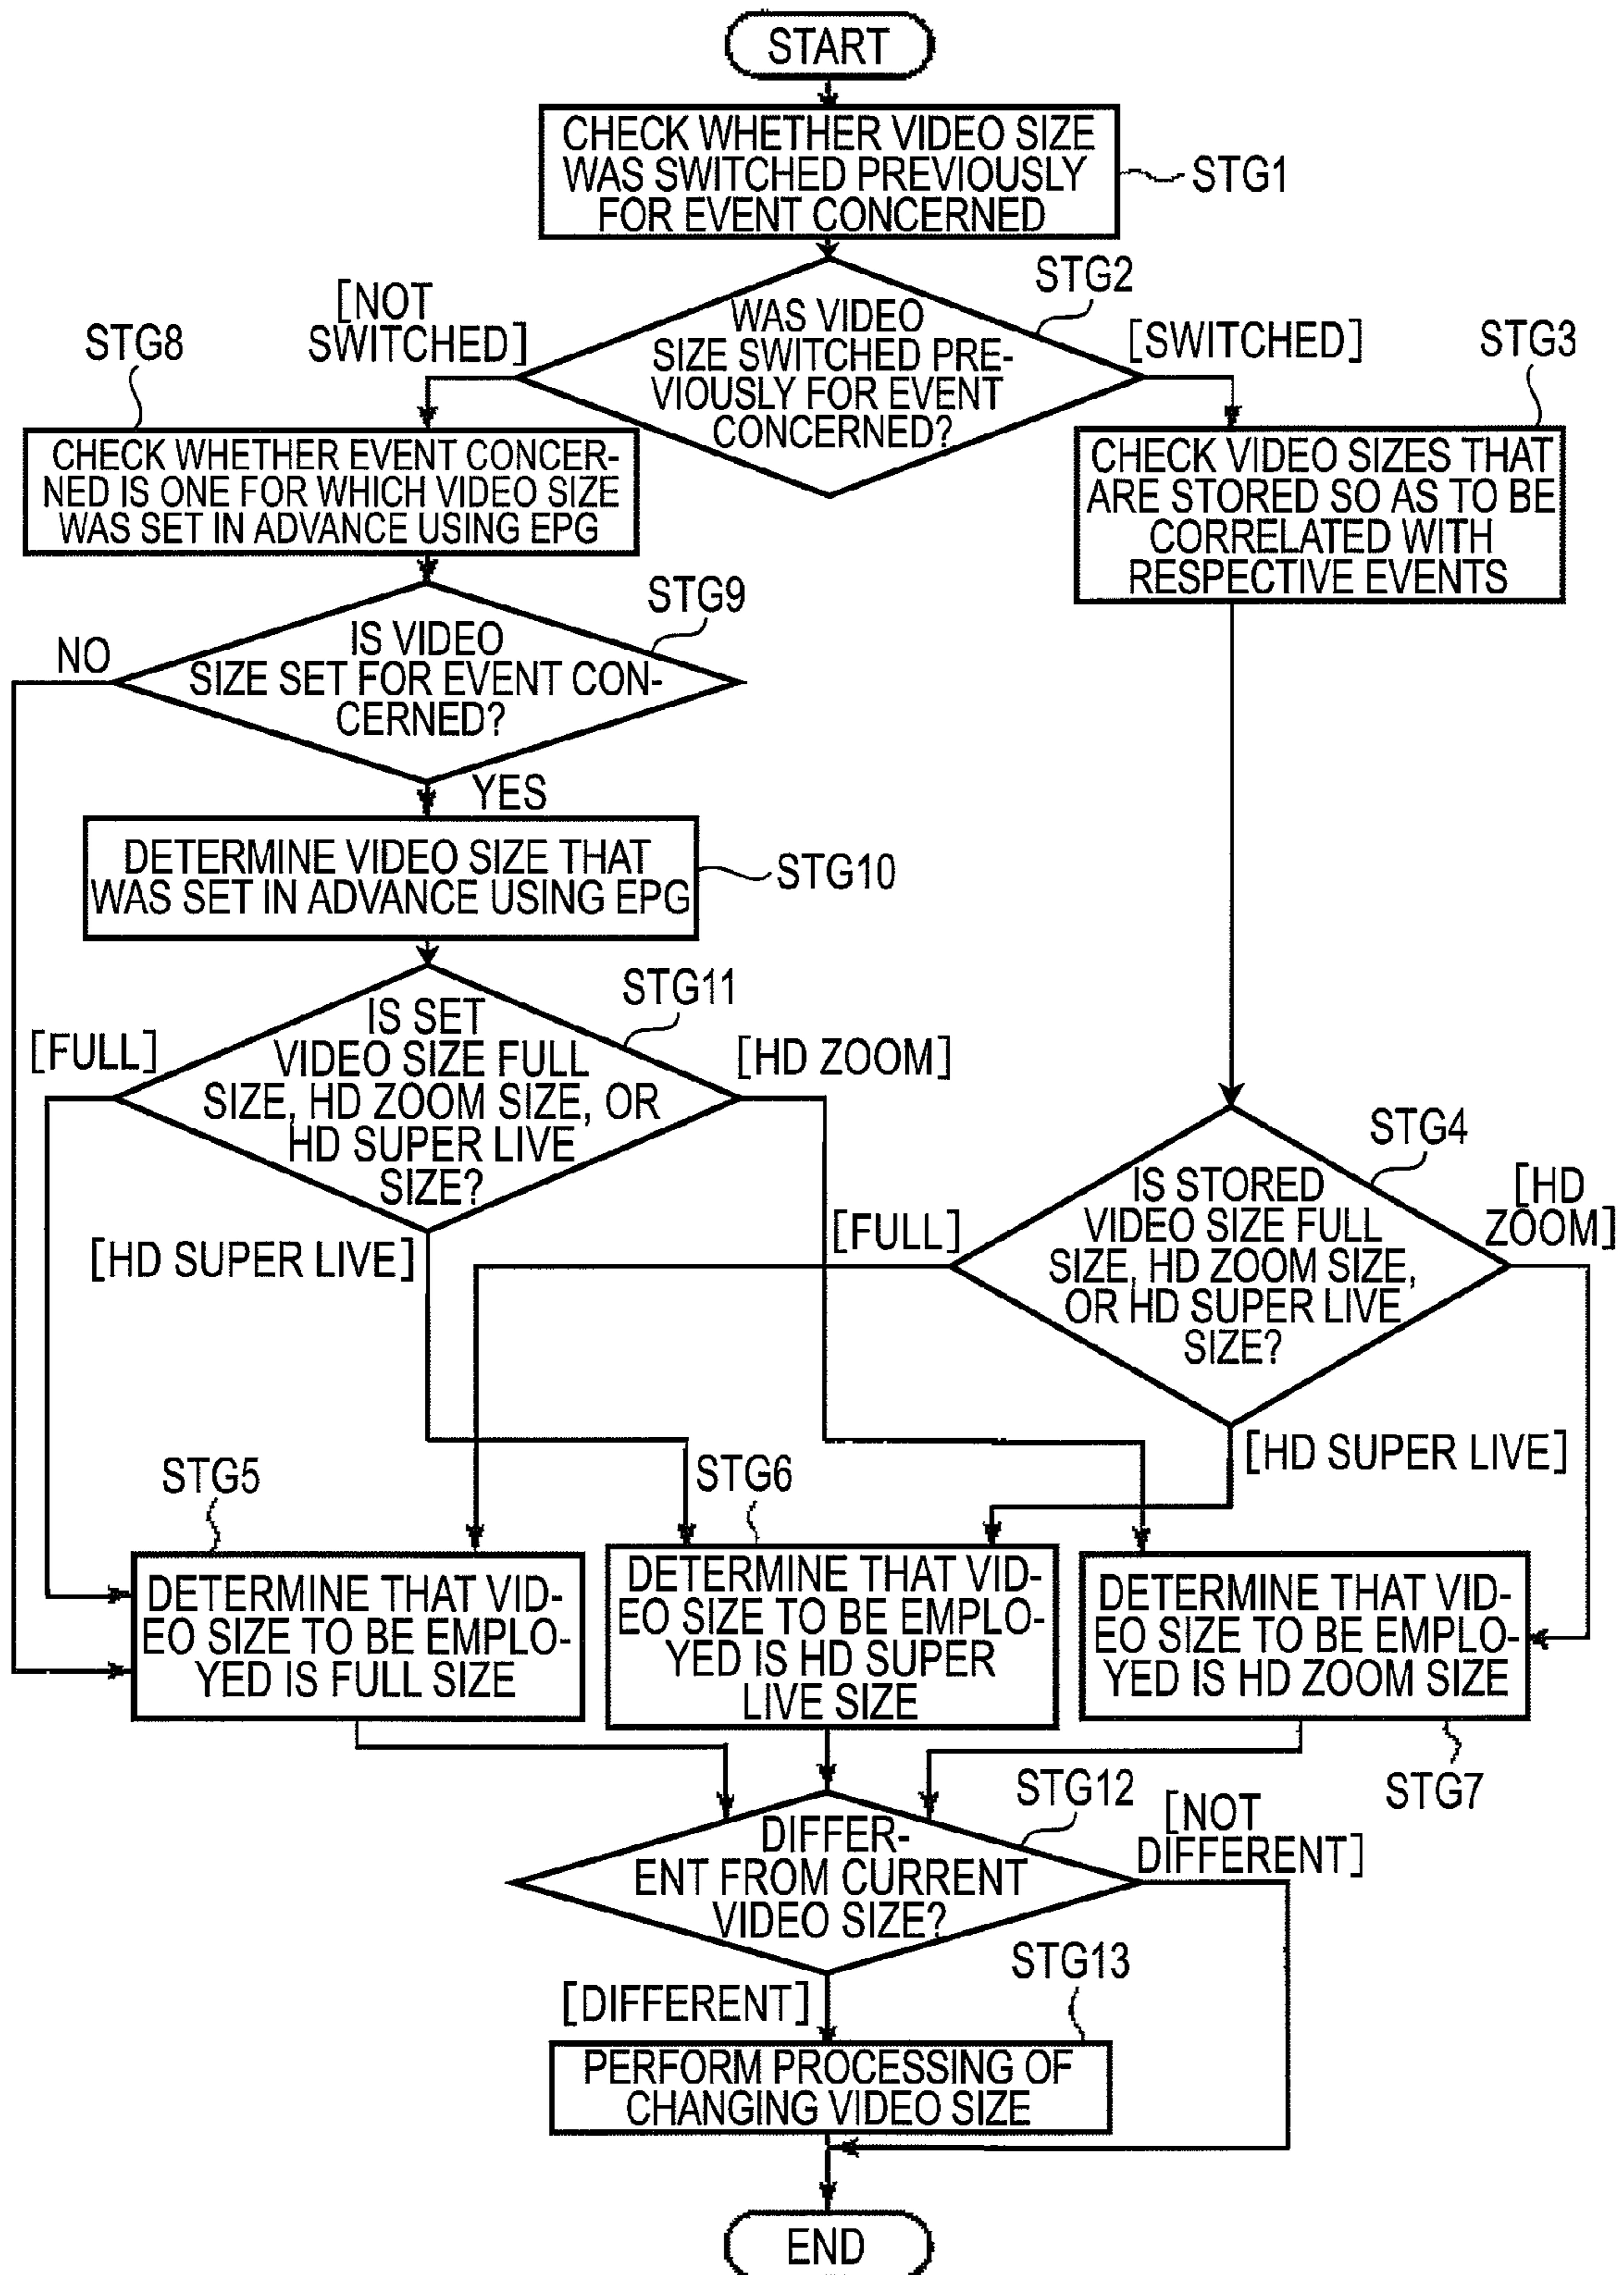 START
CHECK WHETHER VIDEO SIZE
WAS SWITCHED PREVIOUSLY
FOR EVENT CONCERNED
STG1
STG2
WAS VIDEO
SIZE SWITCHED PRE-
VIOUSLY FOR EVENT
CONCERNED?
[NOT
SWITCHED]
[SWITCHED]
STG8
CHECK WHETHER EVENT CONCER-
NED IS ONE FOR WHICH VIDEO SIZE
WAS SET IN ADVANCE USING EPG
STG3
CHECK VIDEO SIZES THAT
ARE STORED SO AS TO BE
CORRELATED WITH
RESPECTIVE EVENTS
STG9
IS VIDEO
SIZE SET FOR EVENT CON-
CERNED?
NO
YES
DETERMINE VIDEO SIZE THAT
WAS SET IN ADVANCE USING EPG
STG10
STG11
IS SET
VIDEO SIZE FULL
SIZE, HD ZOOM SIZE, OR
HD SUPER LIVE
SIZE?
[FULL]
[HD ZOOM]
[HD SUPER LIVE]
STG4
IS STORED
VIDEO SIZE FULL
SIZE, HD ZOOM SIZE,
OR HD SUPER LIVE
SIZE?
[FULL]
[HD
ZOOM]
[HD SUPER LIVE]
STG5
DETERMINE THAT VID-
EO SIZE TO BE EMPLO-
YED IS FULL SIZE
STG6
DETERMINE THAT VID-
EO SIZE TO BE EMPLO-
YED IS HD SUPER
LIVE SIZE
DETERMINE THAT VID-
EO SIZE TO BE EMPLO-
YED IS HD ZOOM SIZE
STG7
STG12
DIFFER-
ENT FROM CURRENT
VIDEO SIZE?
[NOT
DIFFERENT]
[DIFFERENT]
STG13
PERFORM PROCESSING OF
CHANGING VIDEO SIZE
END